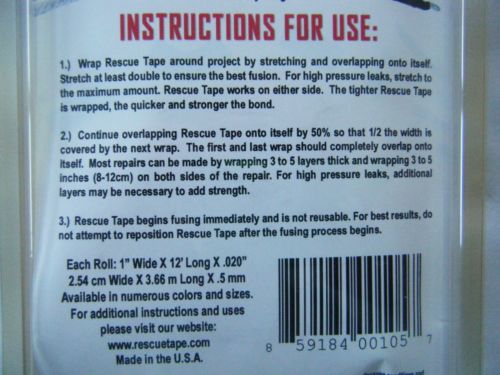 INSTRUCTIONS FOR USE:
1.) Wrap Rescue Tape around project by stretching and overlapping onto itself.
Stretch at least double to ensure the best fusion. For high pressure leaks, stretch to
the maximum amount. Rescue Tape works on either side. The tighter Rescue Tape
is wrapped, the quicker and stronger the bond.
2.) Continue overlapping Rescue Tape onto itself by 50% so that 1/2 the width is
covered by the next wrap. The first and last wrap should completely overlap onto
itself. Most repairs can be made by wrapping 3 to 5 layers thick and wrapping 3 to 5
inches (8-12cm) on both sides of the repair. For high pressure leaks, additional
layers may be necessary to add strength.
3.) Rescue Tape begins fusing immediately and is not reusable. For best results, do
not attempt to reposition Rescue Tape after the fusing process begins.
Each Roll: 1" Wide X 12' Long X .020"
2.54 cm Wide X 3.66 m Long X .5 mm
Available in numerous colors and sizes.
For additional instructions and uses
please visit our website:
www.rescuetape.com
Made in the U.S.A.
8 59184 00105 7